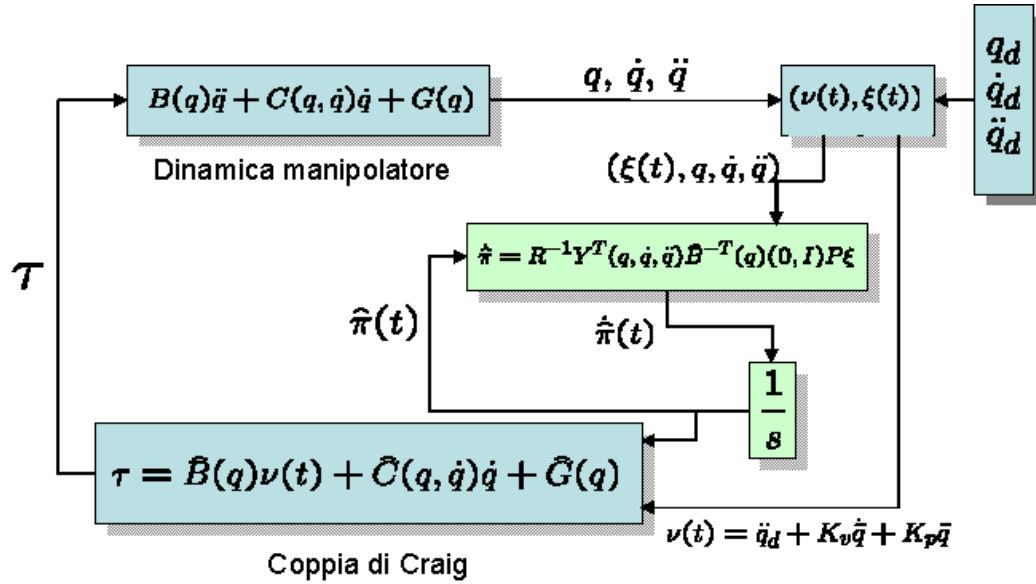 B(q)q̈ + C(q, q̇)q̇ + G(q)
Dinamica manipolatore
q, q̇, q̈
(ν(t),ξ(t))
q_d
q̇_d
q̈_d
(ξ(t), q, q̇, q̈)
π̂̇ = R⁻¹Yᵀ(q, q̇, q̈)B̂⁻ᵀ(q)(0, I)Pξ
τ
π̂(t)
π̂̇(t)
1
s
τ = B̂(q)ν(t) + Ĉ(q, q̇)q̇ + Ĝ(q)
ν(t) = q̈_d + K_v q̃̇ + K_p q̃
Coppia di Craig